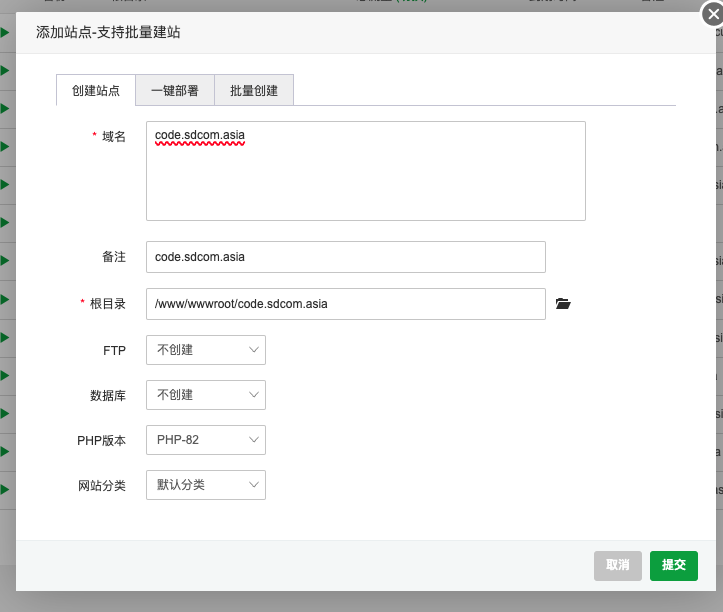 添加站点-支持批量建站
创建站点
一键部署
批量创建
* 域名
code.sdcom.asia
备注
code.sdcom.asia
* 根目录
/www/wwwroot/code.sdcom.asia
FTP
不创建
数据库
不创建
PHP版本
PHP-82
网站分类
默认分类
取消
提交